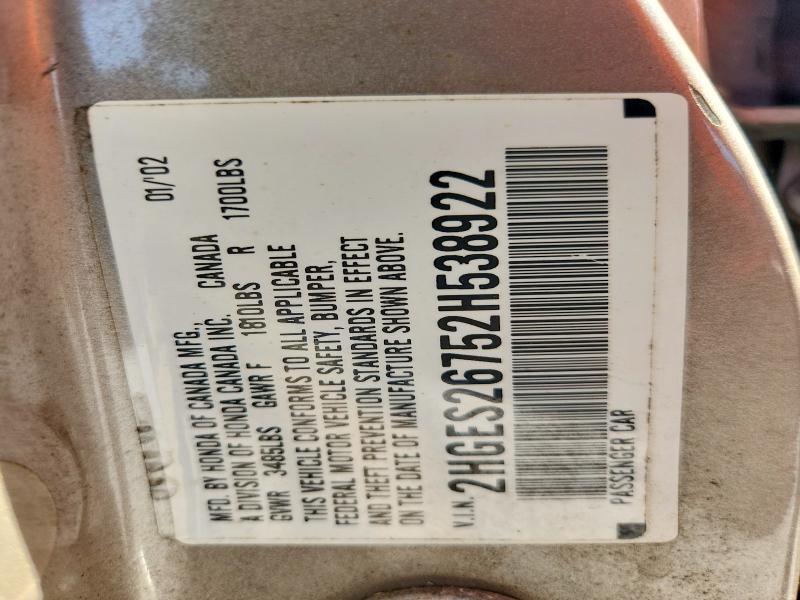 MFD. BY HONDA OF CANADA MFG., 01/'02
A DIVISION OF HONDA CANADA INC. CANADA
GVWR 3485LBS GAWR F 1810LBS R 1700LBS
THIS VEHICLE CONFORMS TO ALL APPLICABLE
FEDERAL MOTOR VEHICLE SAFETY, BUMPER,
AND THEFT PREVENTION STANDARDS IN EFFECT
ON THE DATE OF MANUFACTURE SHOWN ABOVE.
V.I.N. 2HGES26752H538922
PASSENGER CAR